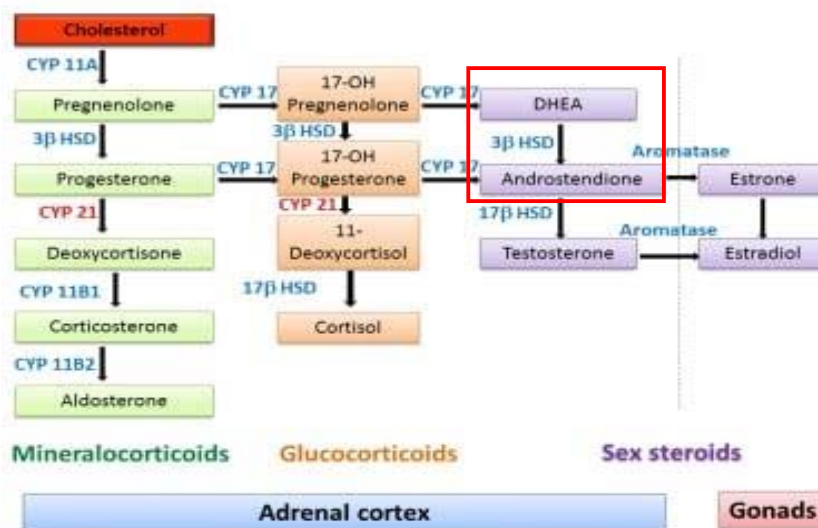 Cholesterol
CYP 11A
17-OH
Pregnenolone
Pregnenolone
CYP 17
CYP 17
DHEA
3β HSD
3β HSD
3β HSD
17-OH
Progesterone
Progesterone
CYP 17
CYP 17
Androstendione
Aromatase
Estrone
CYP 21
CYP 21
17β HSD
Deoxycortisone
11-
Deoxycortisol
Testosterone
Aromatase
Estradiol
CYP 11B1
17β HSD
Corticosterone
Cortisol
CYP 11B2
Aldosterone
Mineralocorticoids
Glucocorticoids
Sex steroids
Adrenal cortex
Gonads